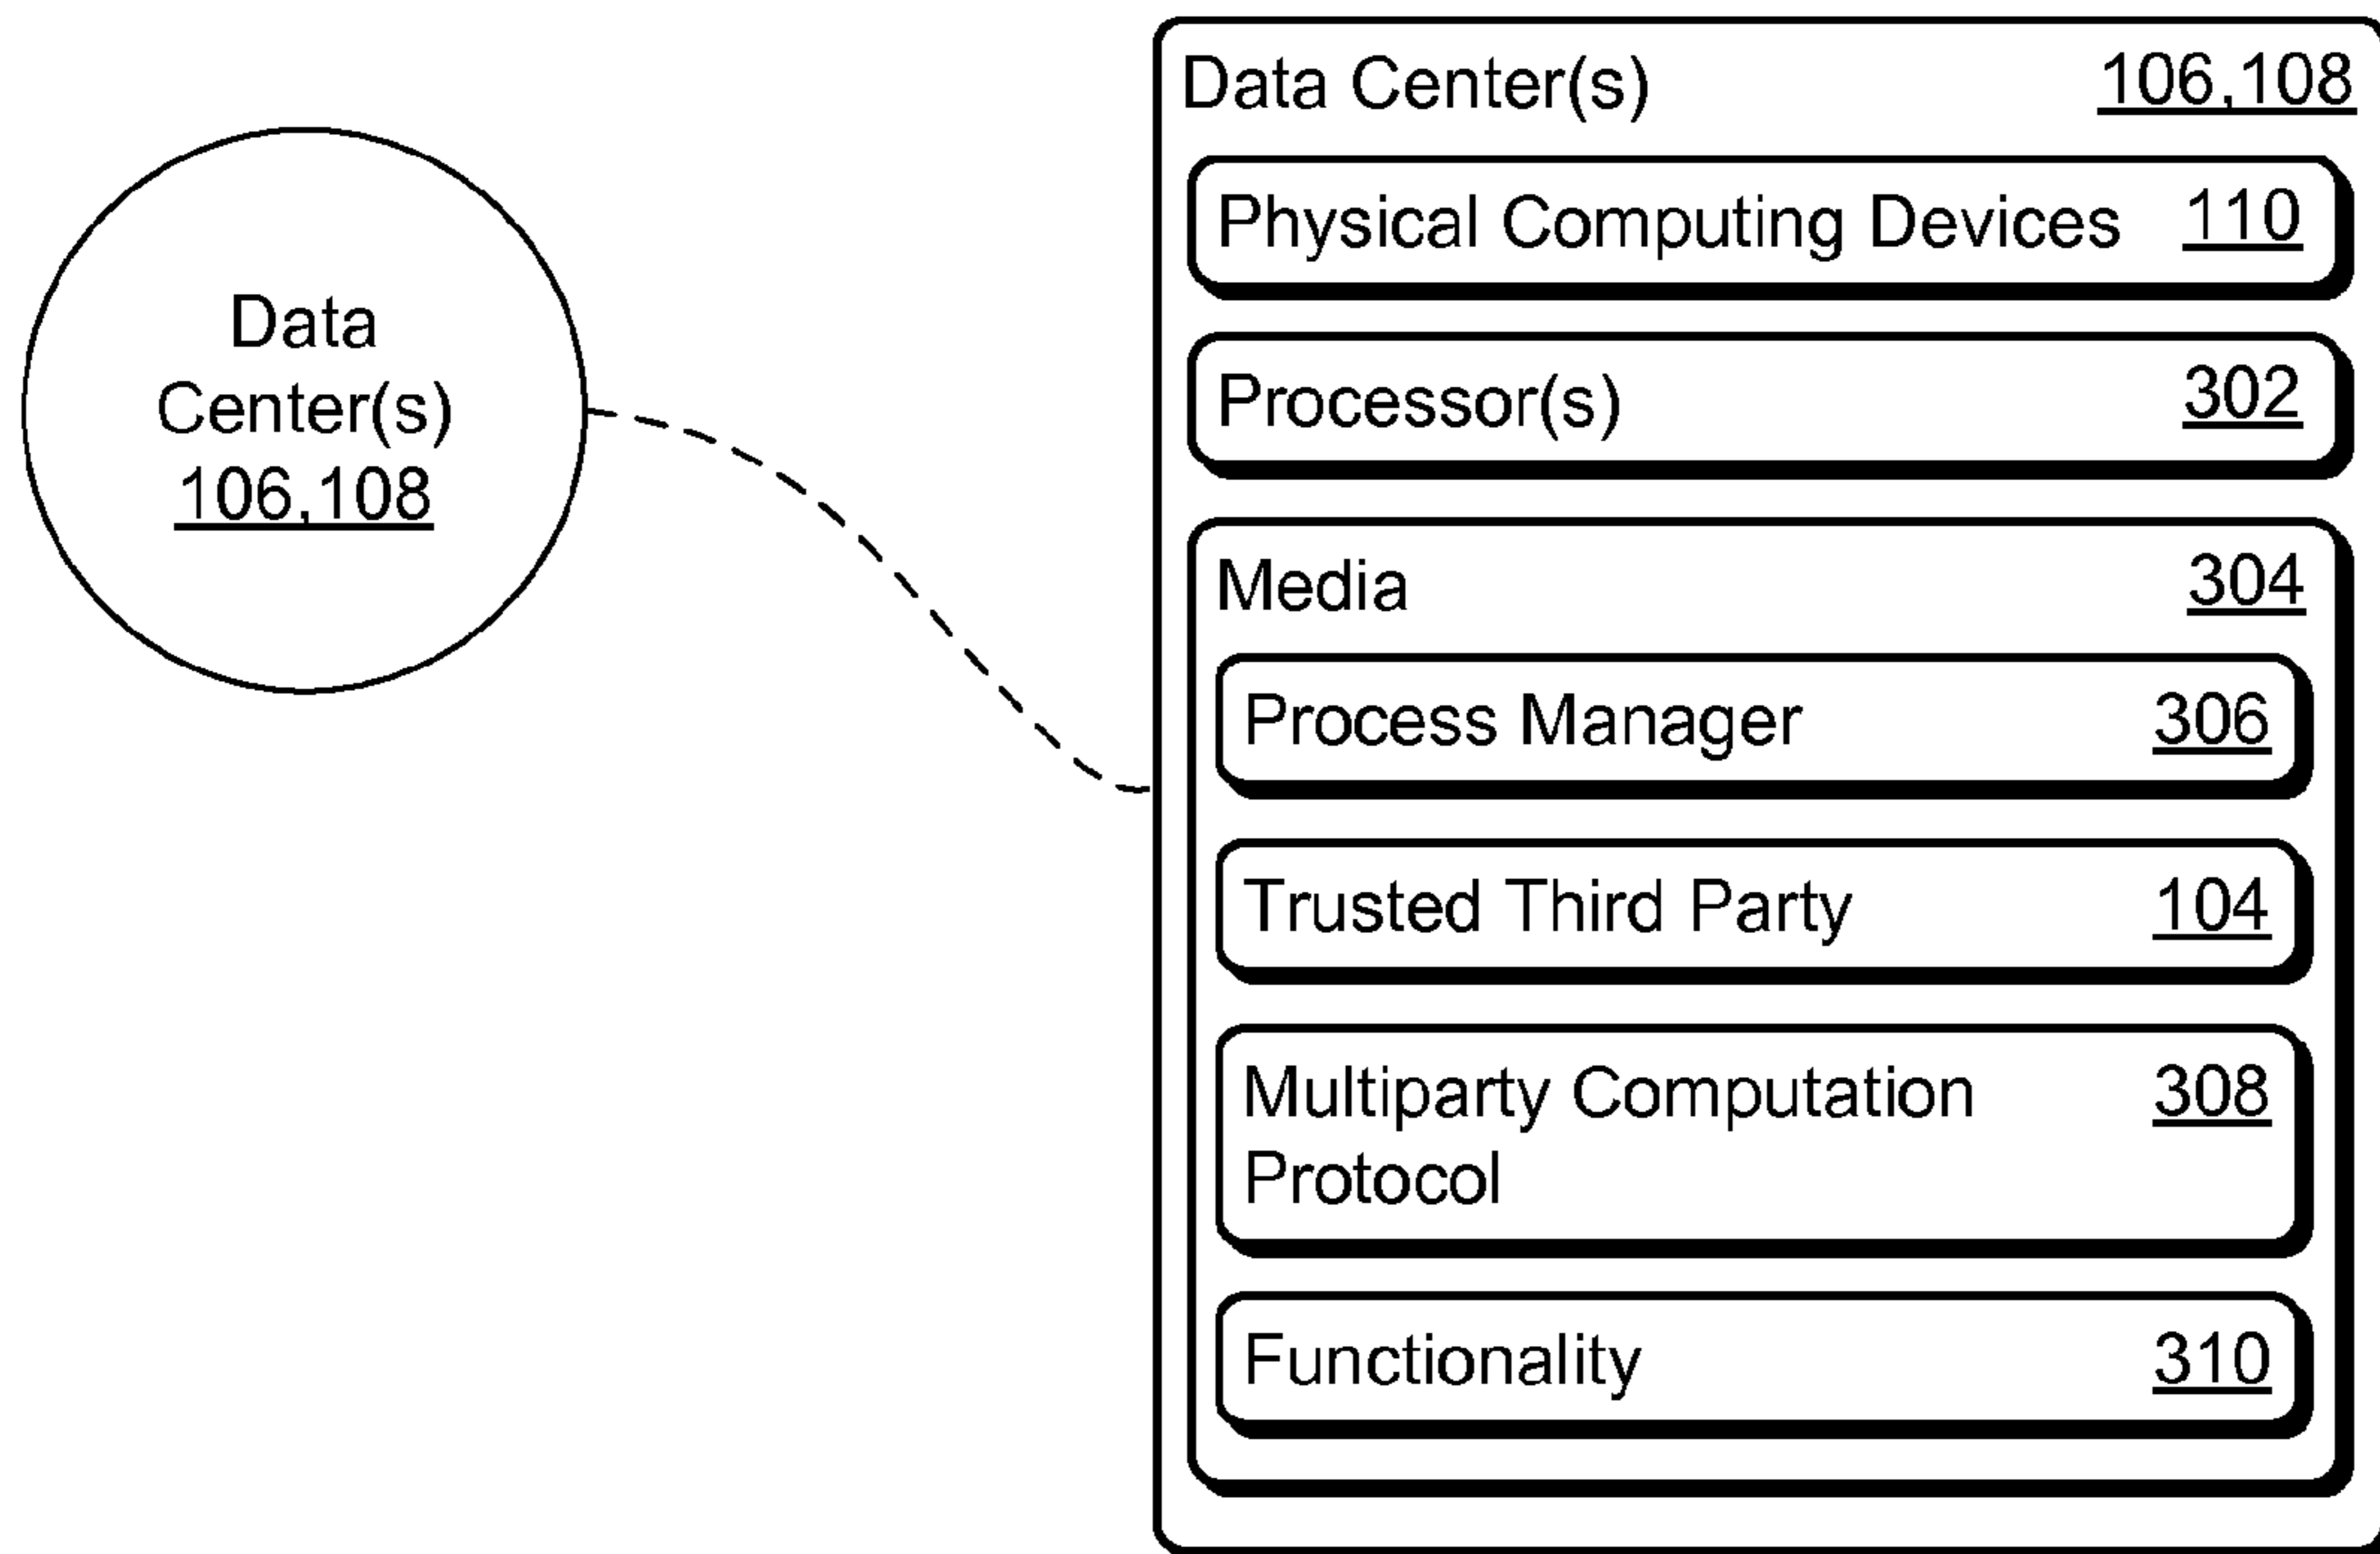 Data
Center(s)
106,108
Data Center(s) 106,108
Physical Computing Devices 110
Processor(s) 302
Media 304
Process Manager 306
Trusted Third Party 104
Multiparty Computation 308
Protocol
Functionality 310